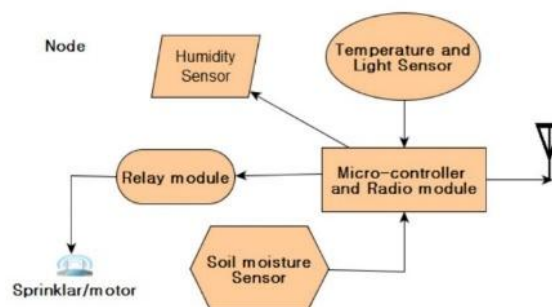 Node
Humidity
Sensor
Temperature and
Light Sensor
Relay module
Micro-controller
and Radio module
Soil moisture
Sensor
Sprinklar/motor